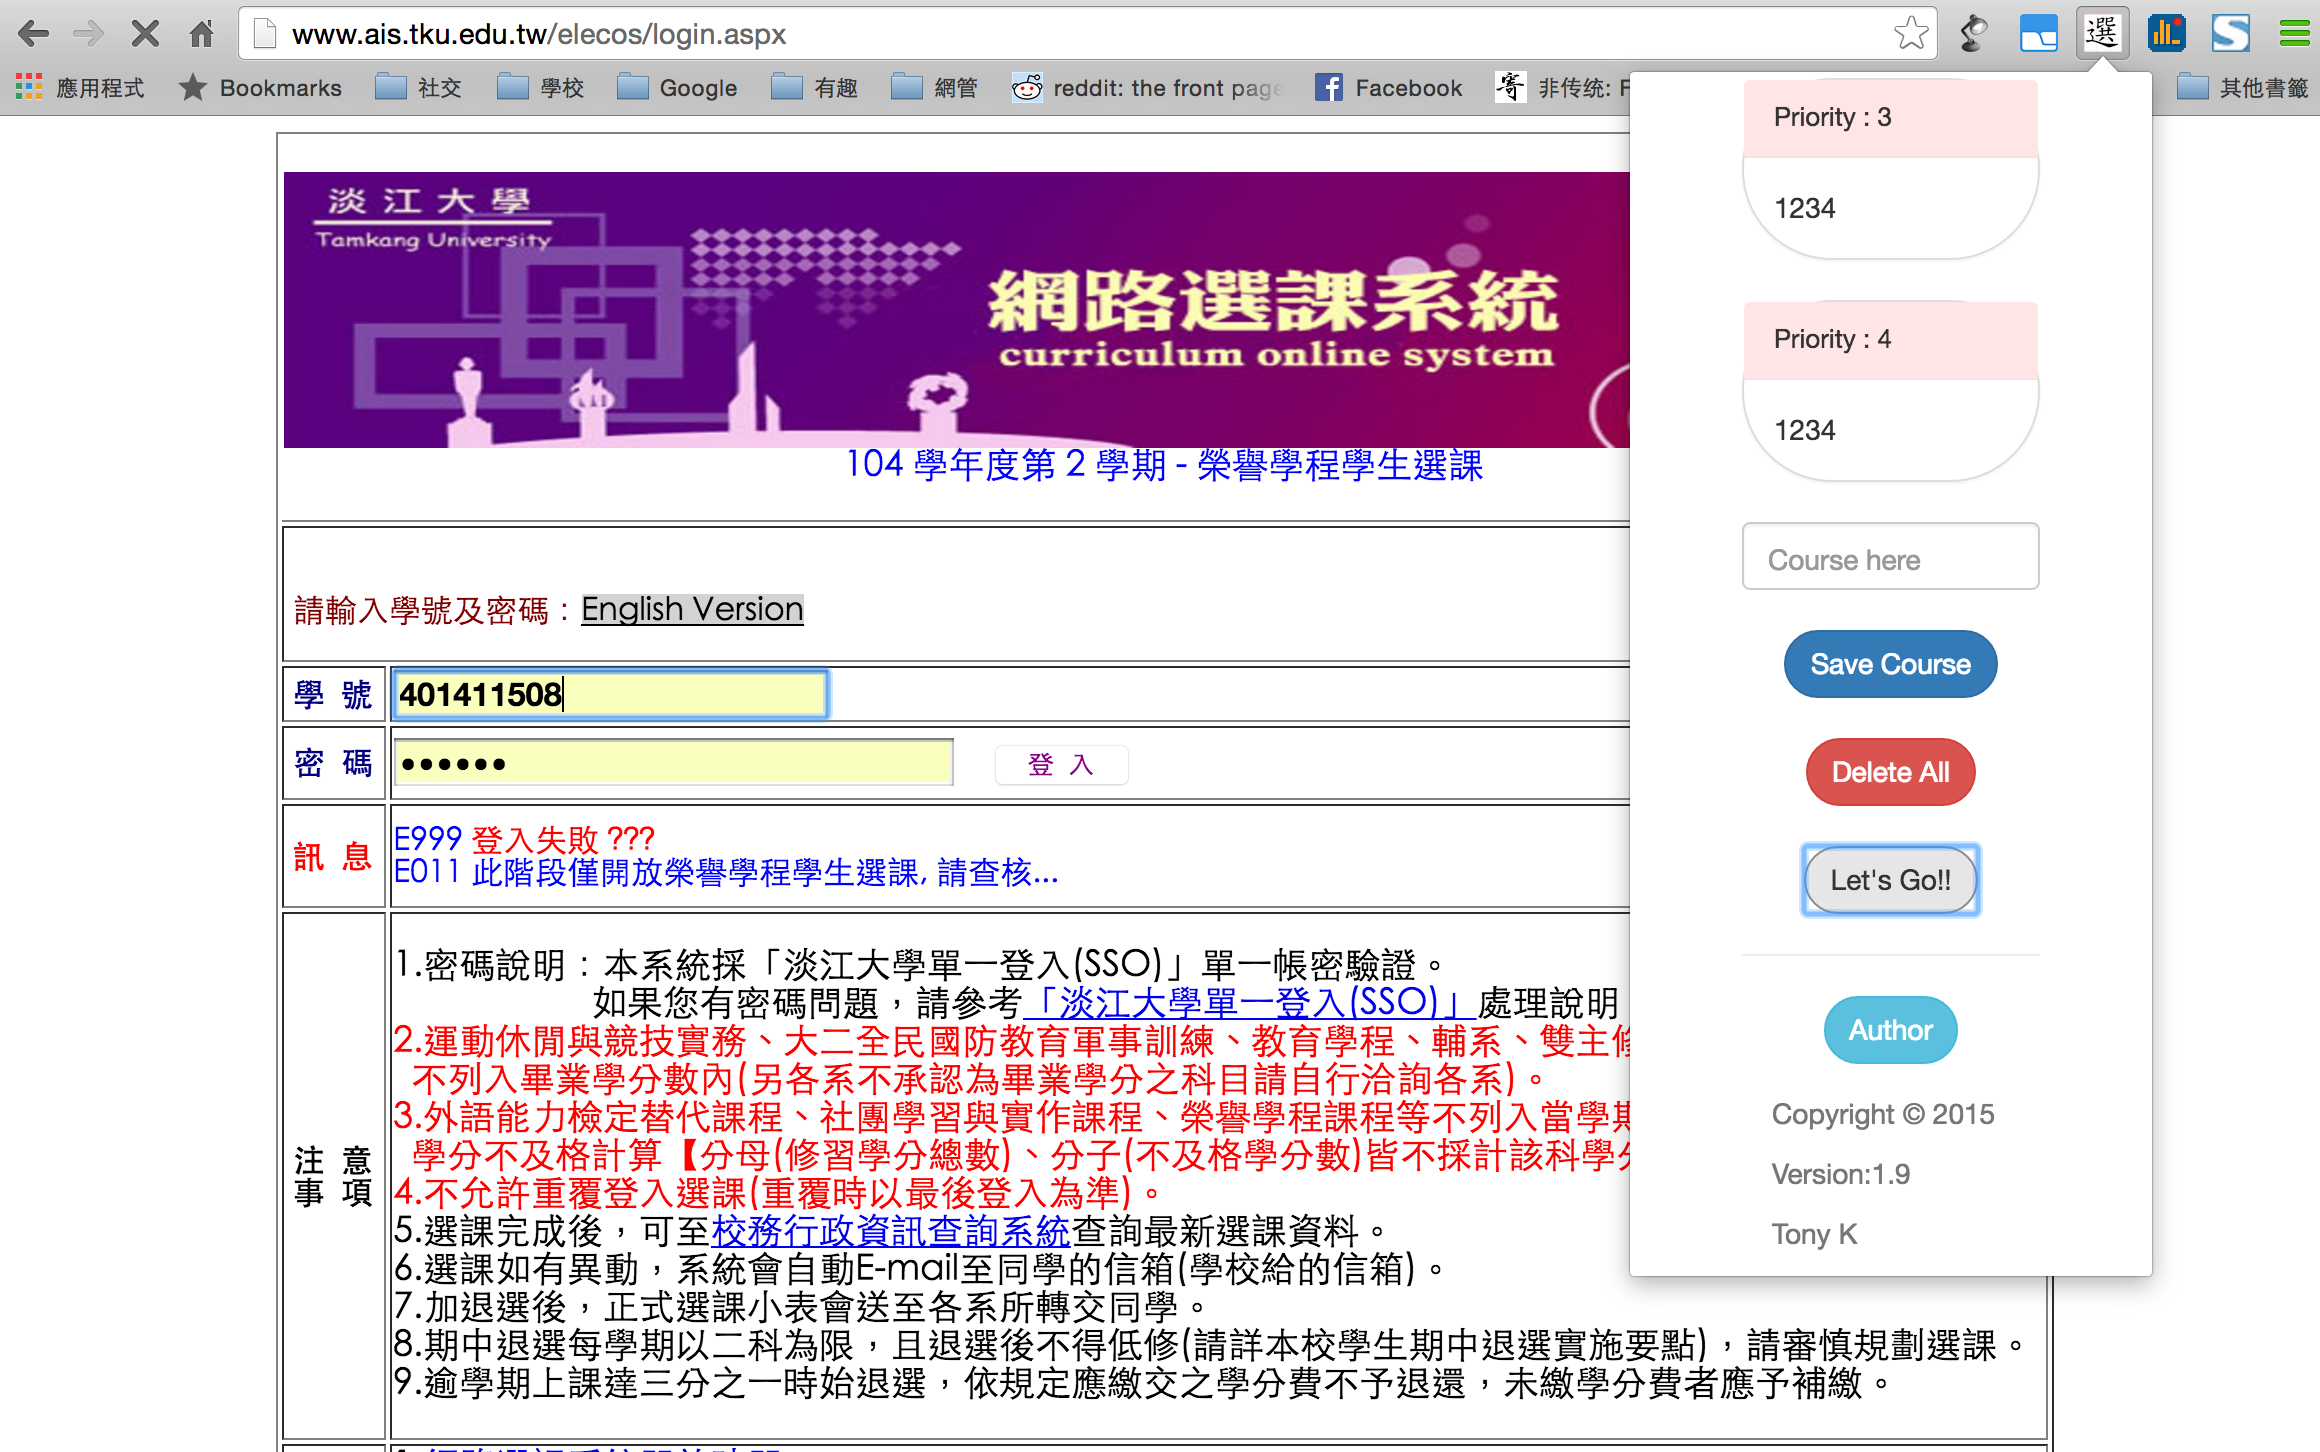 www.ais.tku.edu.tw/elecos/login.aspx
選
應用程式 Bookmarks 社交 學校 Google 有趣 網管 reddit: the front page Facebook 寄 非传统: F 其他書籤
淡江大學
Tamkang University
網路選課系統
curriculum online system
104 學年度第 2 學期 - 榮譽學程學生選課
請輸入學號及密碼：English Version
學 號 401411508
密 碼 •••••• 登 入
訊 息
E999 登入失敗 ???
E011 此階段僅開放榮譽學程學生選課, 請查核...
注 意
事 項
1.密碼說明：本系統採「淡江大學單一登入(SSO)」單一帳密驗證。
如果您有密碼問題，請參考「淡江大學單一登入(SSO)」處理說明
2.運動休閒與競技實務、大二全民國防教育軍事訓練、教育學程、輔系、雙主修
不列入畢業學分數內(另各系不承認為畢業學分之科目請自行洽詢各系)。
3.外語能力檢定替代課程、社團學習與實作課程、榮譽學程課程等不列入當學期
學分不及格計算【分母(修習學分總數)、分子(不及格學分數)皆不採計該科學分
4.不允許重覆登入選課(重覆時以最後登入為準)。
5.選課完成後，可至校務行政資訊查詢系統查詢最新選課資料。
6.選課如有異動，系統會自動E-mail至同學的信箱(學校給的信箱)。
7.加退選後，正式選課小表會送至各系所轉交同學。
8.期中退選每學期以二科為限，且退選後不得低修(請詳本校學生期中退選實施要點)，請審慎規劃選課。
9.逾學期上課達三分之一時始退選，依規定應繳交之學分費不予退還，未繳學分費者應予補繳。
Priority : 3
1234
Priority : 4
1234
Course here
Save Course
Delete All
Let's Go!!
Author
Copyright © 2015
Version:1.9
Tony K